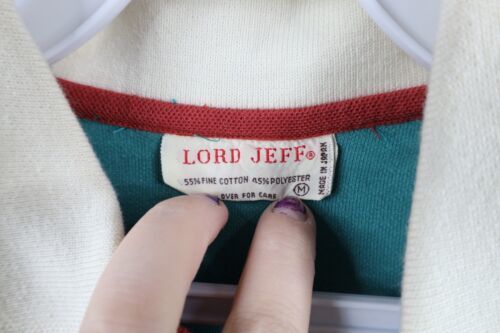 LORD JEFF®
55% FINE COTTON 45% POLYESTER
OVER FOR CARE
M
MADE IN JAPAN